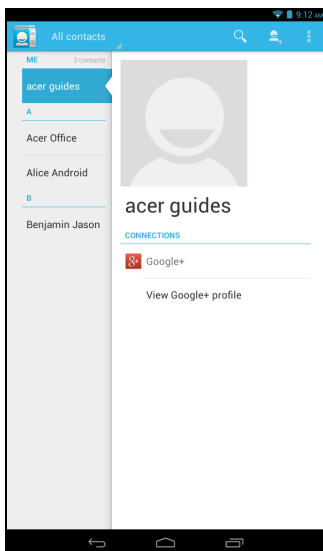 9:12 AM
All contacts
ME 3 contacts
acer guides
A
Acer Office
Alice Android
B
Benjamin Jason
acer guides
CONNECTIONS
Google+
View Google+ profile